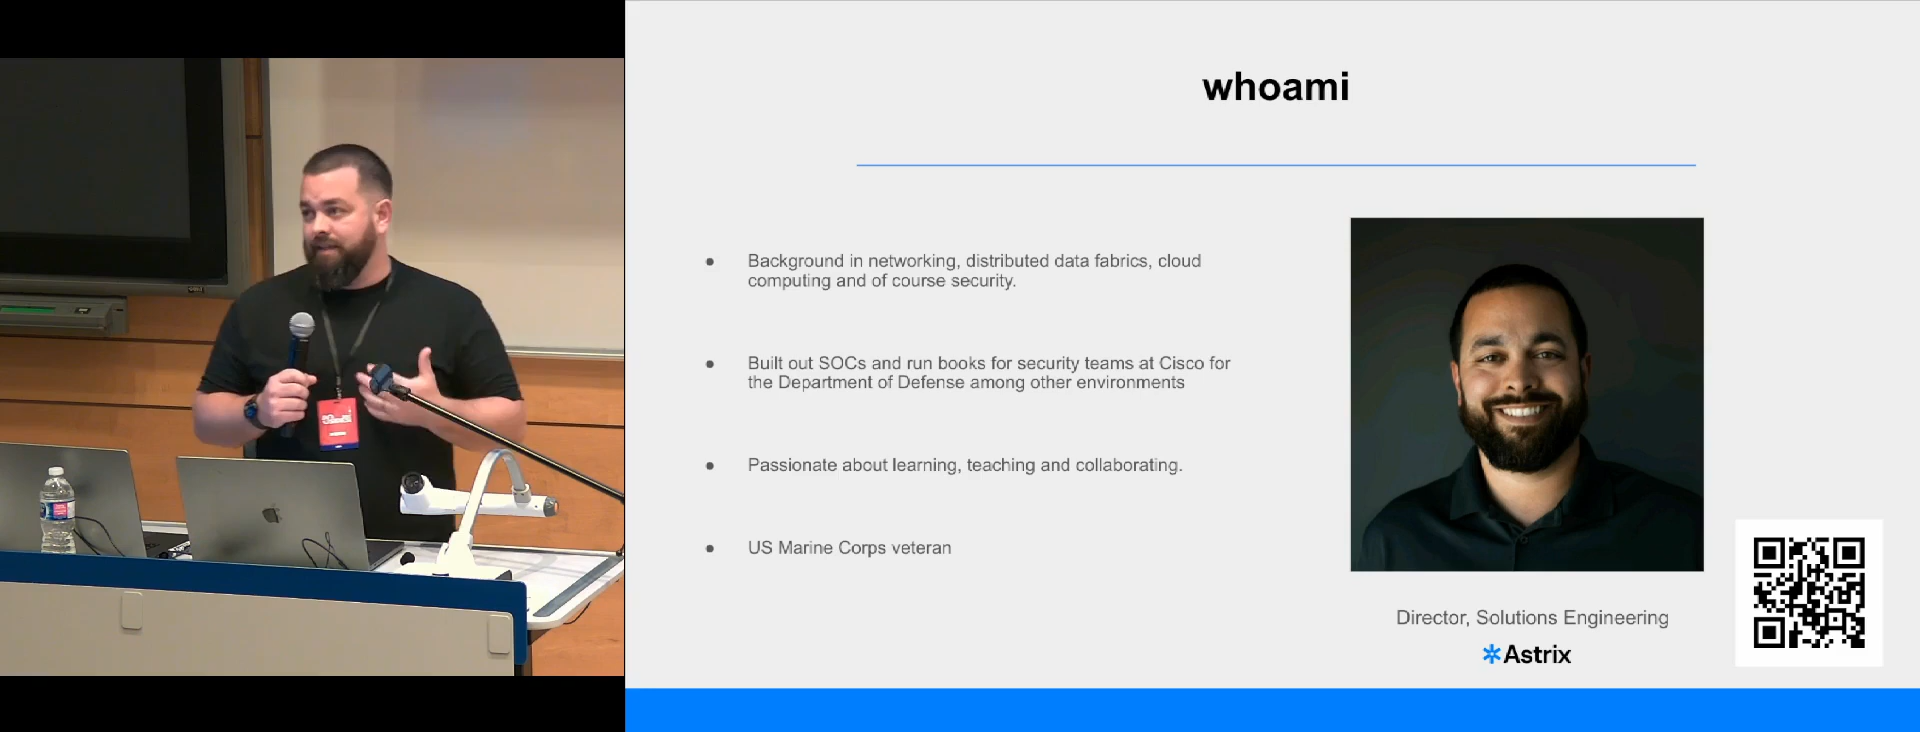 whoami
Background in networking, distributed data fabrics, cloud
computing and of course security.
Built out SOCs and run books for security teams at Cisco for
the Department of Defense among other environments
Passionate about learning, teaching and collaborating.
US Marine Corps veteran
Director, Solutions Engineering
Astrix